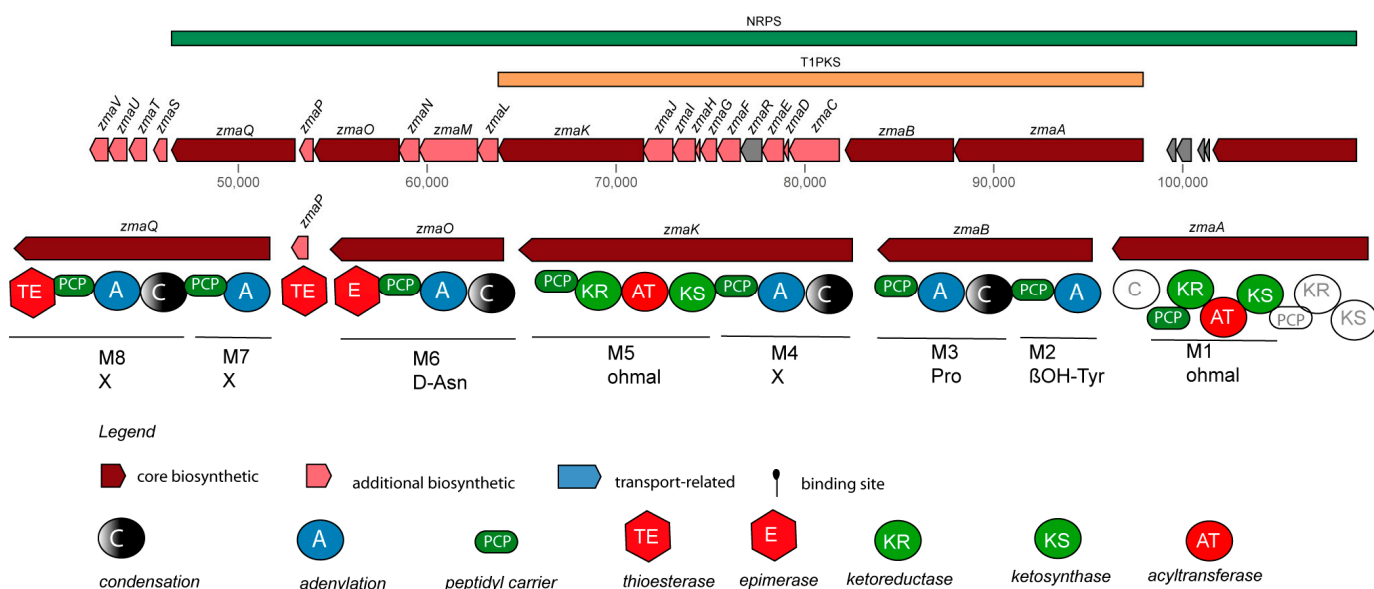 NRPS
T1PKS
zmaV zmaU zmaT zmaS zmaQ zmaP zmaO zmaN zmaM zmaL zmaK zmaJ zmaI zmaH zmaG zmaF zmaR zmaE zmaD zmaC zmaB zmaA
50,000 60,000 70,000 80,000 90,000 100,000
zmaQ zmaP zmaO zmaK zmaB zmaA
TE PCP A C PCP A TE E PCP A C PCP KR AT KS PCP A C PCP A C PCP A C PCP KR AT KS PCP KR KS
M8 M7 M6 M5 M4 M3 M2 M1
X X D-Asn ohmal X Pro ßOH-Tyr ohmal
Legend
core biosynthetic additional biosynthetic transport-related binding site
C A PCP TE E KR KS AT
condensation adenylation peptidyl carrier thioesterase epimerase ketoreductase ketosynthase acyltransferase